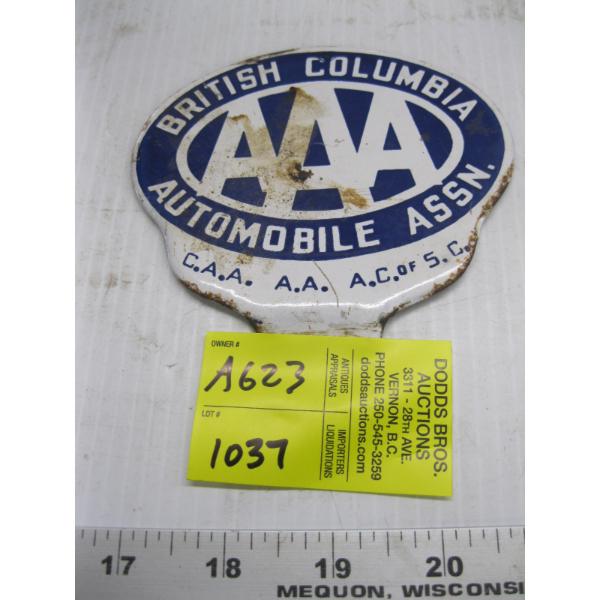 BRITISH COLUMBIA
AAA
AUTOMOBILE ASSN.
C.A.A. A.A. A.C. OF S.C.
OWNER #
A623
LOT #
1037
ANTIQUES
APPRAISALS
IMPORTERS
LIQUIDATIONS
DODDS BROS.
AUCTIONS
3311 - 28TH AVE.
VERNON, B.C.
PHONE 250-545-3259
doddsauctions.com
17 18 19 20
MEQUON, WISCONSI